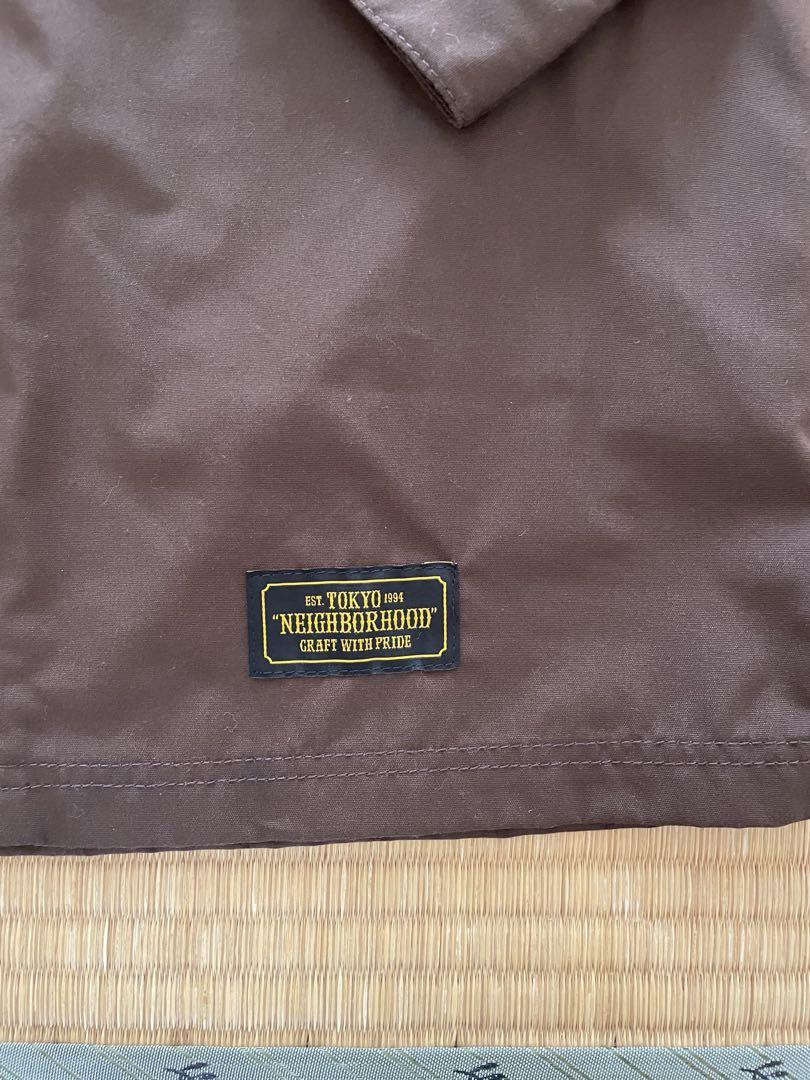 EST. TOKYO 1994
"NEIGHBORHOOD"
CRAFT WITH PRIDE